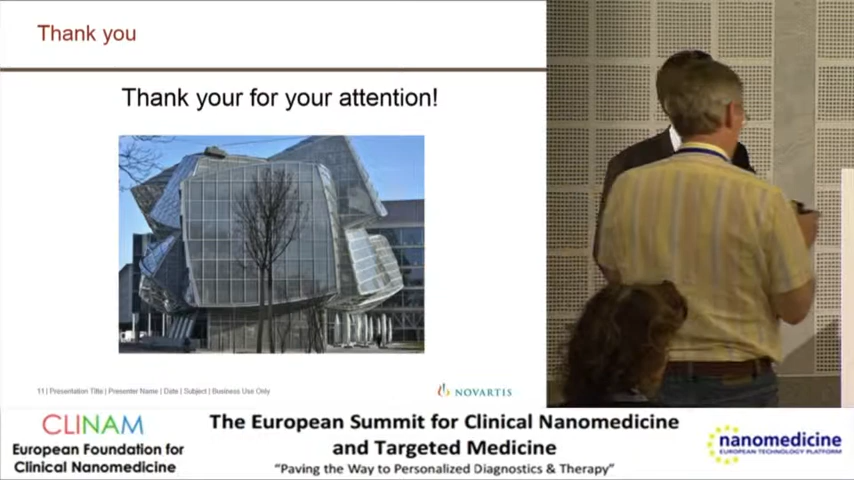 Thank you
Thank your for your attention!
11 | Presentation Title | Presenter Name | Date | Subject | Business Use Only
NOVARTIS
CLINAM
European Foundation for
Clinical Nanomedicine
The European Summit for Clinical Nanomedicine
and Targeted Medicine
"Paving the Way to Personalized Diagnostics & Therapy"
nanomedicine
EUROPEAN TECHNOLOGY PLATFORM